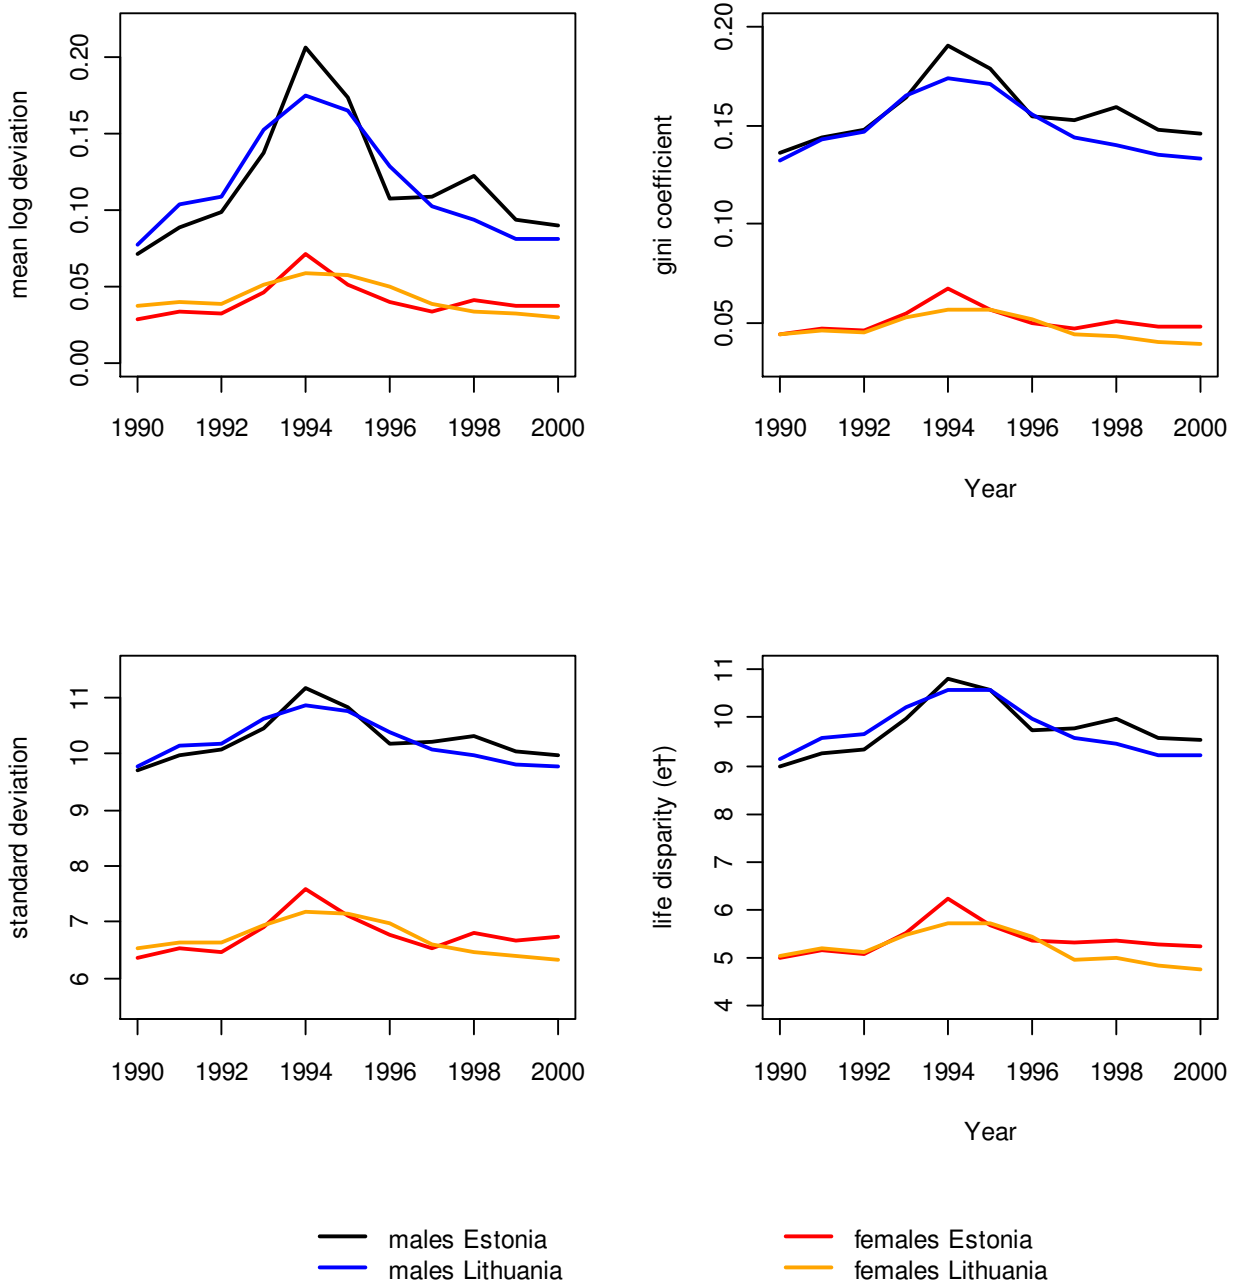 mean log deviation
0.00 0.05 0.10 0.15 0.20
1990 1992 1994 1996 1998 2000
gini coefficient
0.05 0.10 0.15 0.20
1990 1992 1994 1996 1998 2000
Year
standard deviation
6 7 8 9 10 11
1990 1992 1994 1996 1998 2000
life disparity (e†)
4 5 6 7 8 9 10 11
1990 1992 1994 1996 1998 2000
Year
males Estonia
males Lithuania
females Estonia
females Lithuania